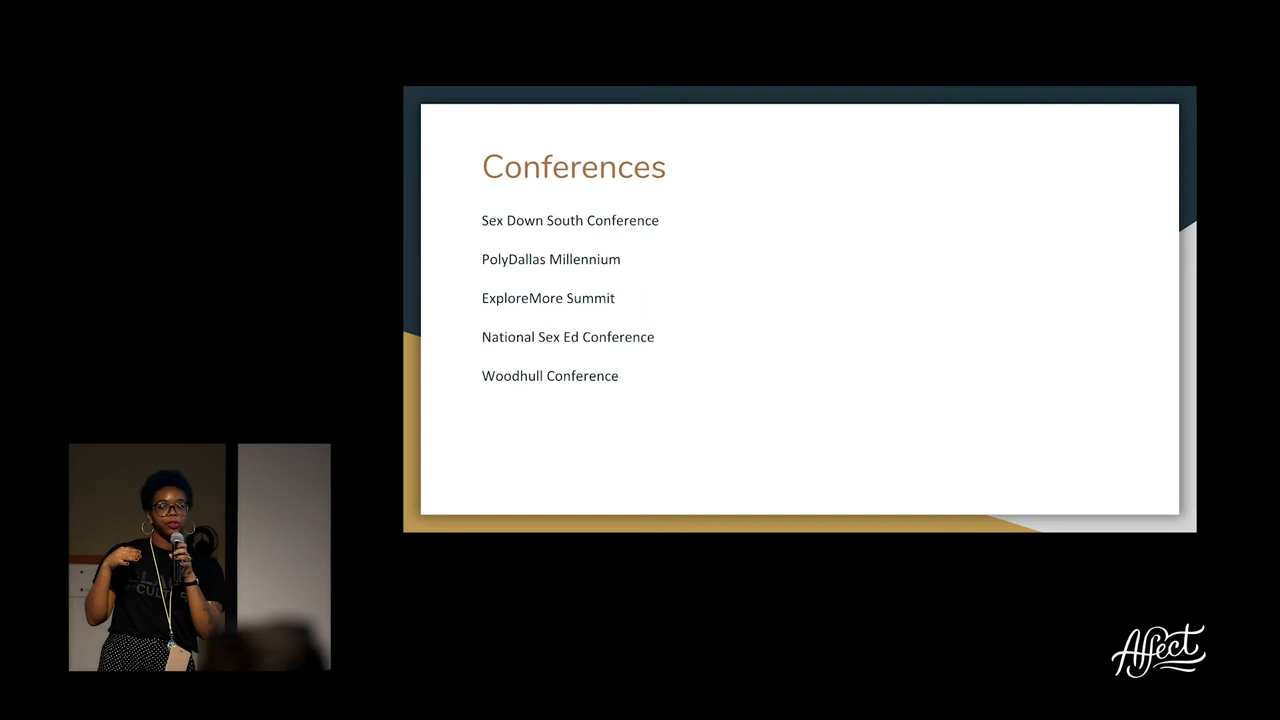 Conferences
Sex Down South Conference
PolyDallas Millennium
ExploreMore Summit
National Sex Ed Conference
Woodhull Conference
Affect